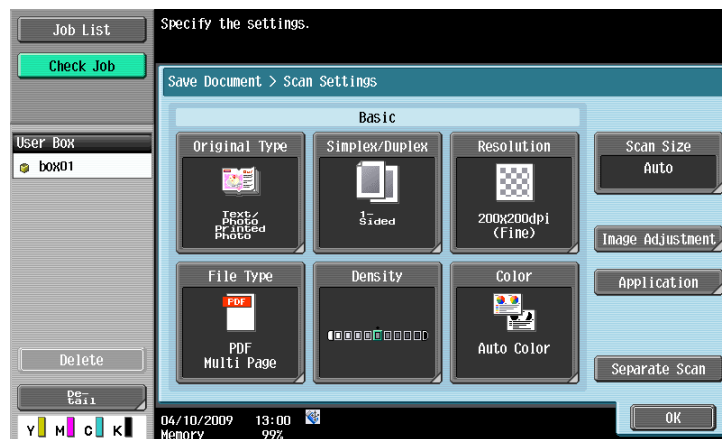 Job List
Specify the settings.
Check Job
Save Document > Scan Settings
Basic
User Box
box01
Original Type
Text/
Photo
Printed
Photo
Simplex/Duplex
1-
Sided
Resolution
200x200dpi
(Fine)
Scan Size
Auto
Image Adjustment
File Type
PDF
PDF
Multi Page
Density
Color
Auto Color
Application
Delete
Separate Scan
De-
tail
Y M C K
04/10/2009 13:00
Memory 99%
OK